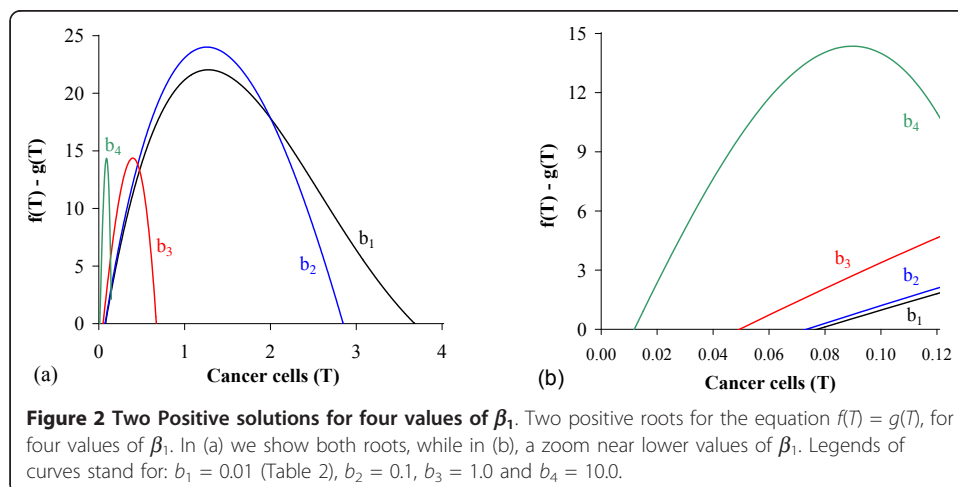 25
20
15
10
5
0
f(T) - g(T)
b4
b3
b2
b1
0
1
2
3
4
(a)
Cancer cells (T)
15
12
9
6
3
0
f(T) - g(T)
b4
b3
b2
b1
0.00
0.02
0.04
0.06
0.08
0.10
0.12
(b)
Cancer cells (T)
Figure 2 Two Positive solutions for four values of β₁. Two positive roots for the equation f(T) = g(T), for
four values of β₁. In (a) we show both roots, while in (b), a zoom near lower values of β₁. Legends of
curves stand for: b₁ = 0.01 (Table 2), b₂ = 0.1, b₃ = 1.0 and b₄ = 10.0.